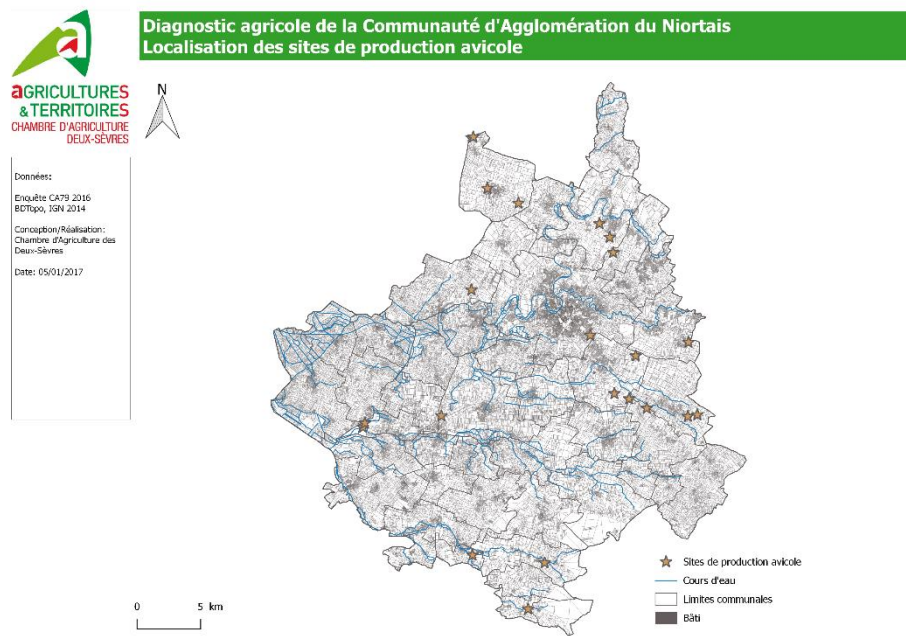 Diagnostic agricole de la Communauté d'Agglomération du Niortais
Localisation des sites de production avicole
a
AGRICULTURES
& TERRITOIRES
CHAMBRE D'AGRICULTURE
DEUX-SÈVRES
N
Données:
Enquête CA79 2016
BDTopo, IGN 2014
Conception/Réalisation:
Chambre d'Agriculture des
Deux-Sèvres
Date: 05/01/2017
Sites de production avicole
Cours d'eau
Limites communales
Bâti
0 5 km